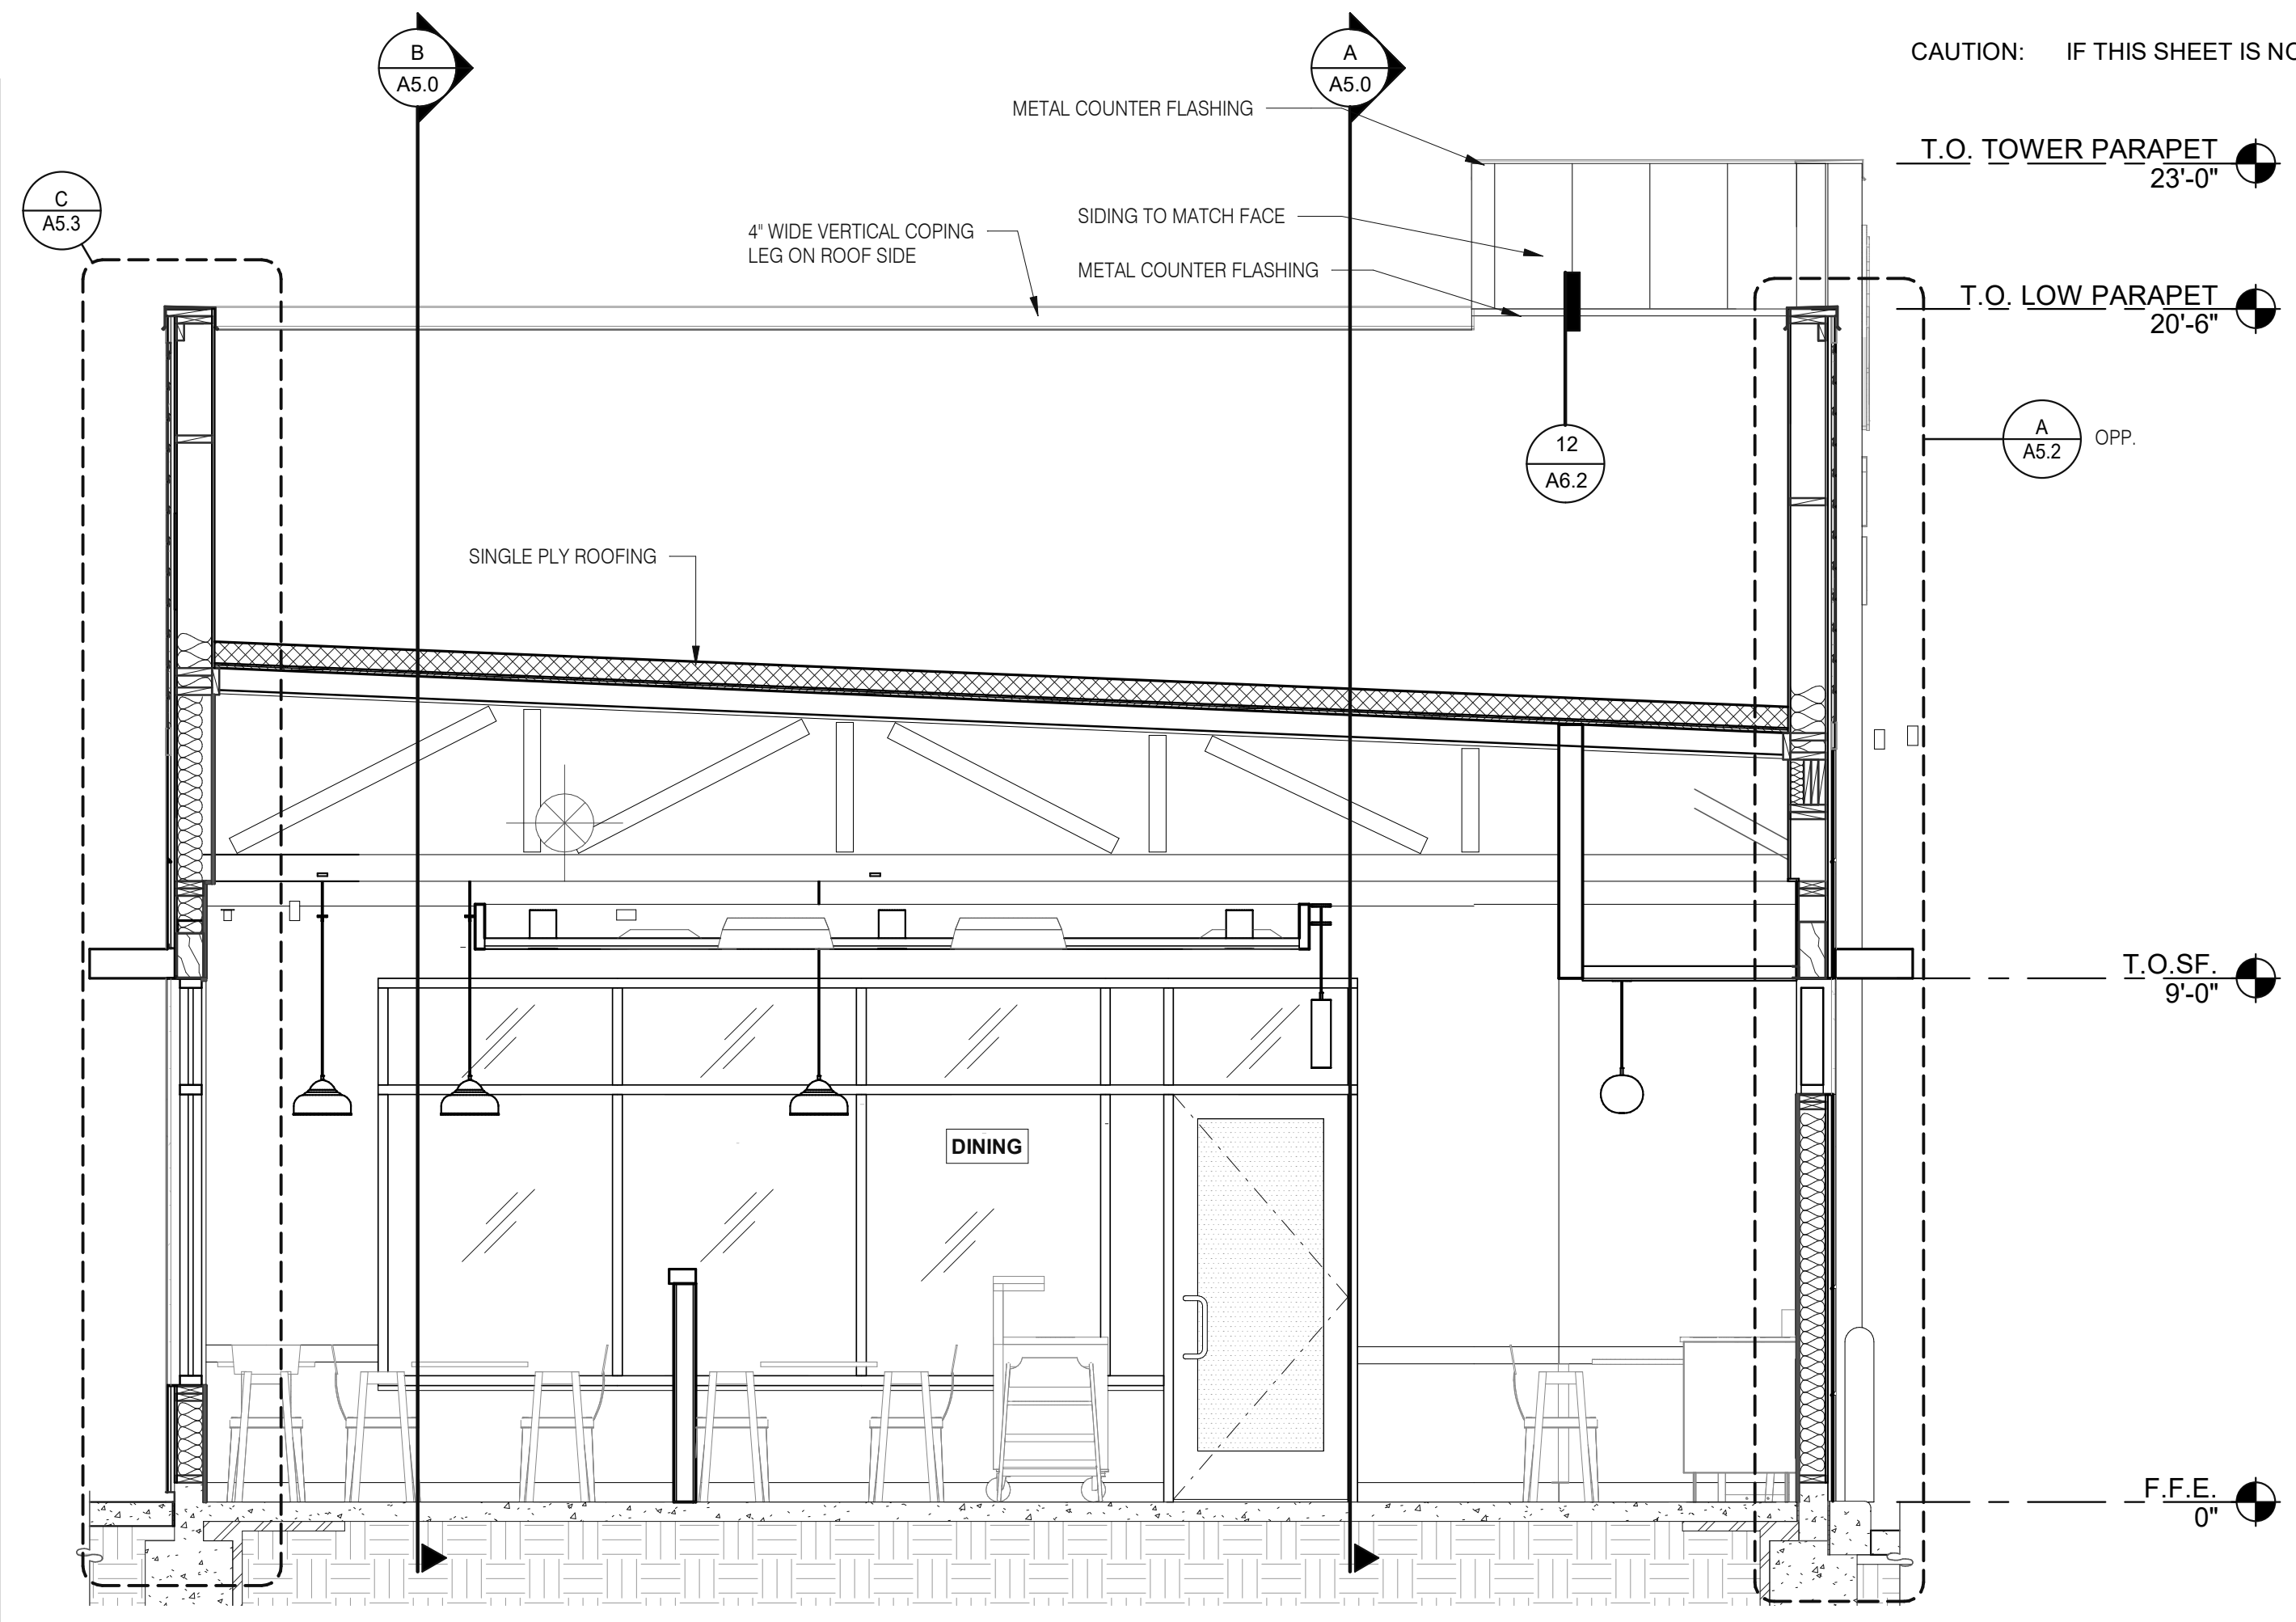 B
A5.0
A
A5.0
CAUTION: IF THIS SHEET IS NO
METAL COUNTER FLASHING
T.O. TOWER PARAPET
23'-0"
C
A5.3
4" WIDE VERTICAL COPING
LEG ON ROOF SIDE
SIDING TO MATCH FACE
METAL COUNTER FLASHING
T.O. LOW PARAPET
20'-6"
12
A6.2
A
A5.2
OPP.
SINGLE PLY ROOFING
T.O.SF.
9'-0"
DINING
F.F.E.
0"